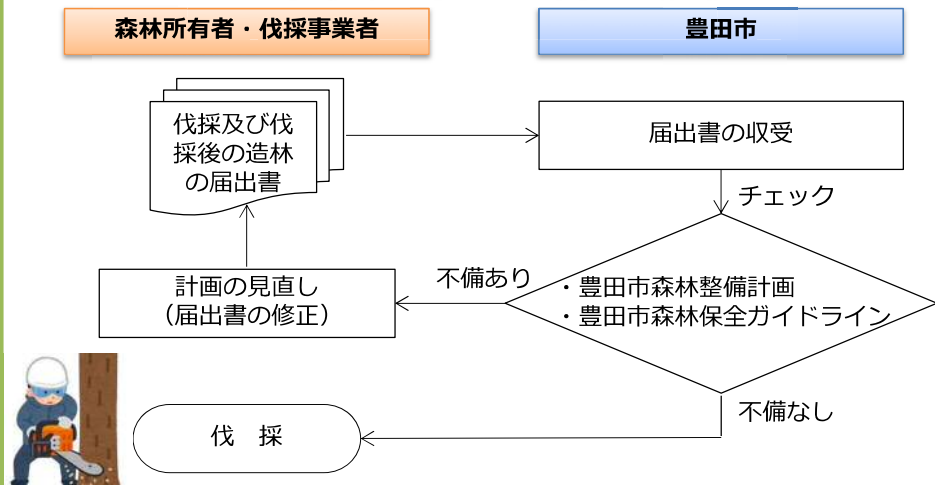 森林所有者・伐採事業者
豊田市
伐採及び伐
採後の造林
の届出書
届出書の収受
チェック
・豊田市森林整備計画
・豊田市森林保全ガイドライン
不備あり
計画の見直し
（届出書の修正）
不備なし
伐　採